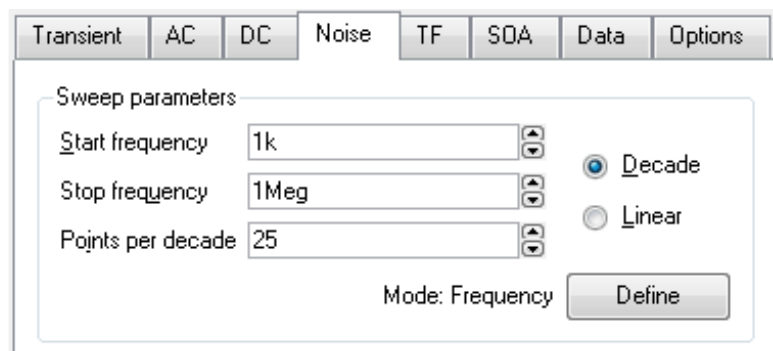 Transient AC DC Noise TF SOA Data Options
Sweep parameters
Start frequency 1k
Stop frequency 1Meg
Points per decade 25
Decade
Linear
Mode: Frequency Define